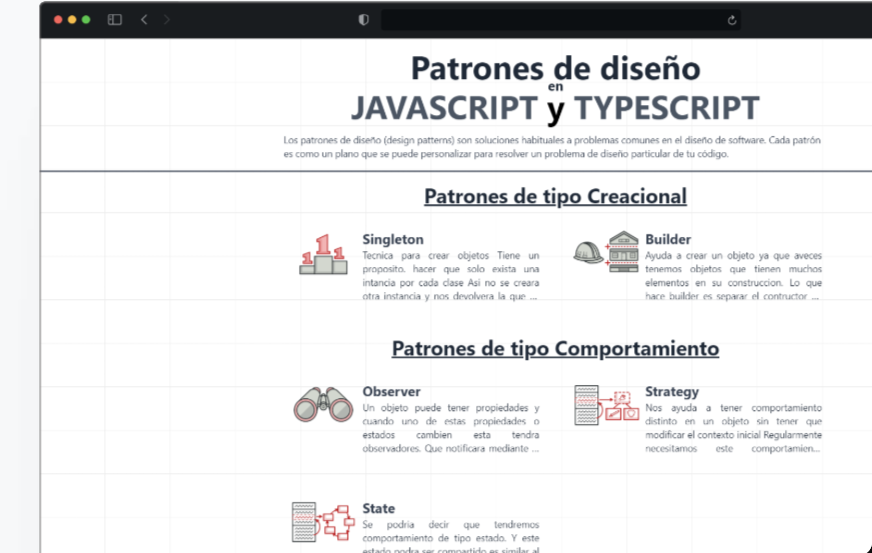 Patrones de diseño
en
JAVASCRIPT y TYPESCRIPT
Los patrones de diseño (design patterns) son soluciones habituales a problemas comunes en el diseño de software. Cada patrón
es como un plano que se puede personalizar para resolver un problema de diseño particular de tu código.
Patrones de tipo Creacional
Singleton
Tecnica para crear objetos Tiene un
proposito. hacer que solo exista una
intancia por cada clase Asi no se creara
otra instancia y nos devolvera la que ...
Builder
Ayuda a crear un objeto ya que aveces
tenemos objetos que tienen muchos
elementos en su construccion. Lo que
hace builder es separar el contructor ...
Patrones de tipo Comportamiento
Observer
Un objeto puede tener propiedades y
cuando uno de estas propiedades o
estados cambien esta tendra
observadores. Que notificara mediante ...
Strategy
Nos ayuda a tener comportamiento
distinto en un objeto sin tener que
modificar el contexto inicial Regularmente
necesitamos este comportamien...
State
Se podria decir que tendremos
comportamiento de tipo estado. Y este
estado podra ser compartido es similar al